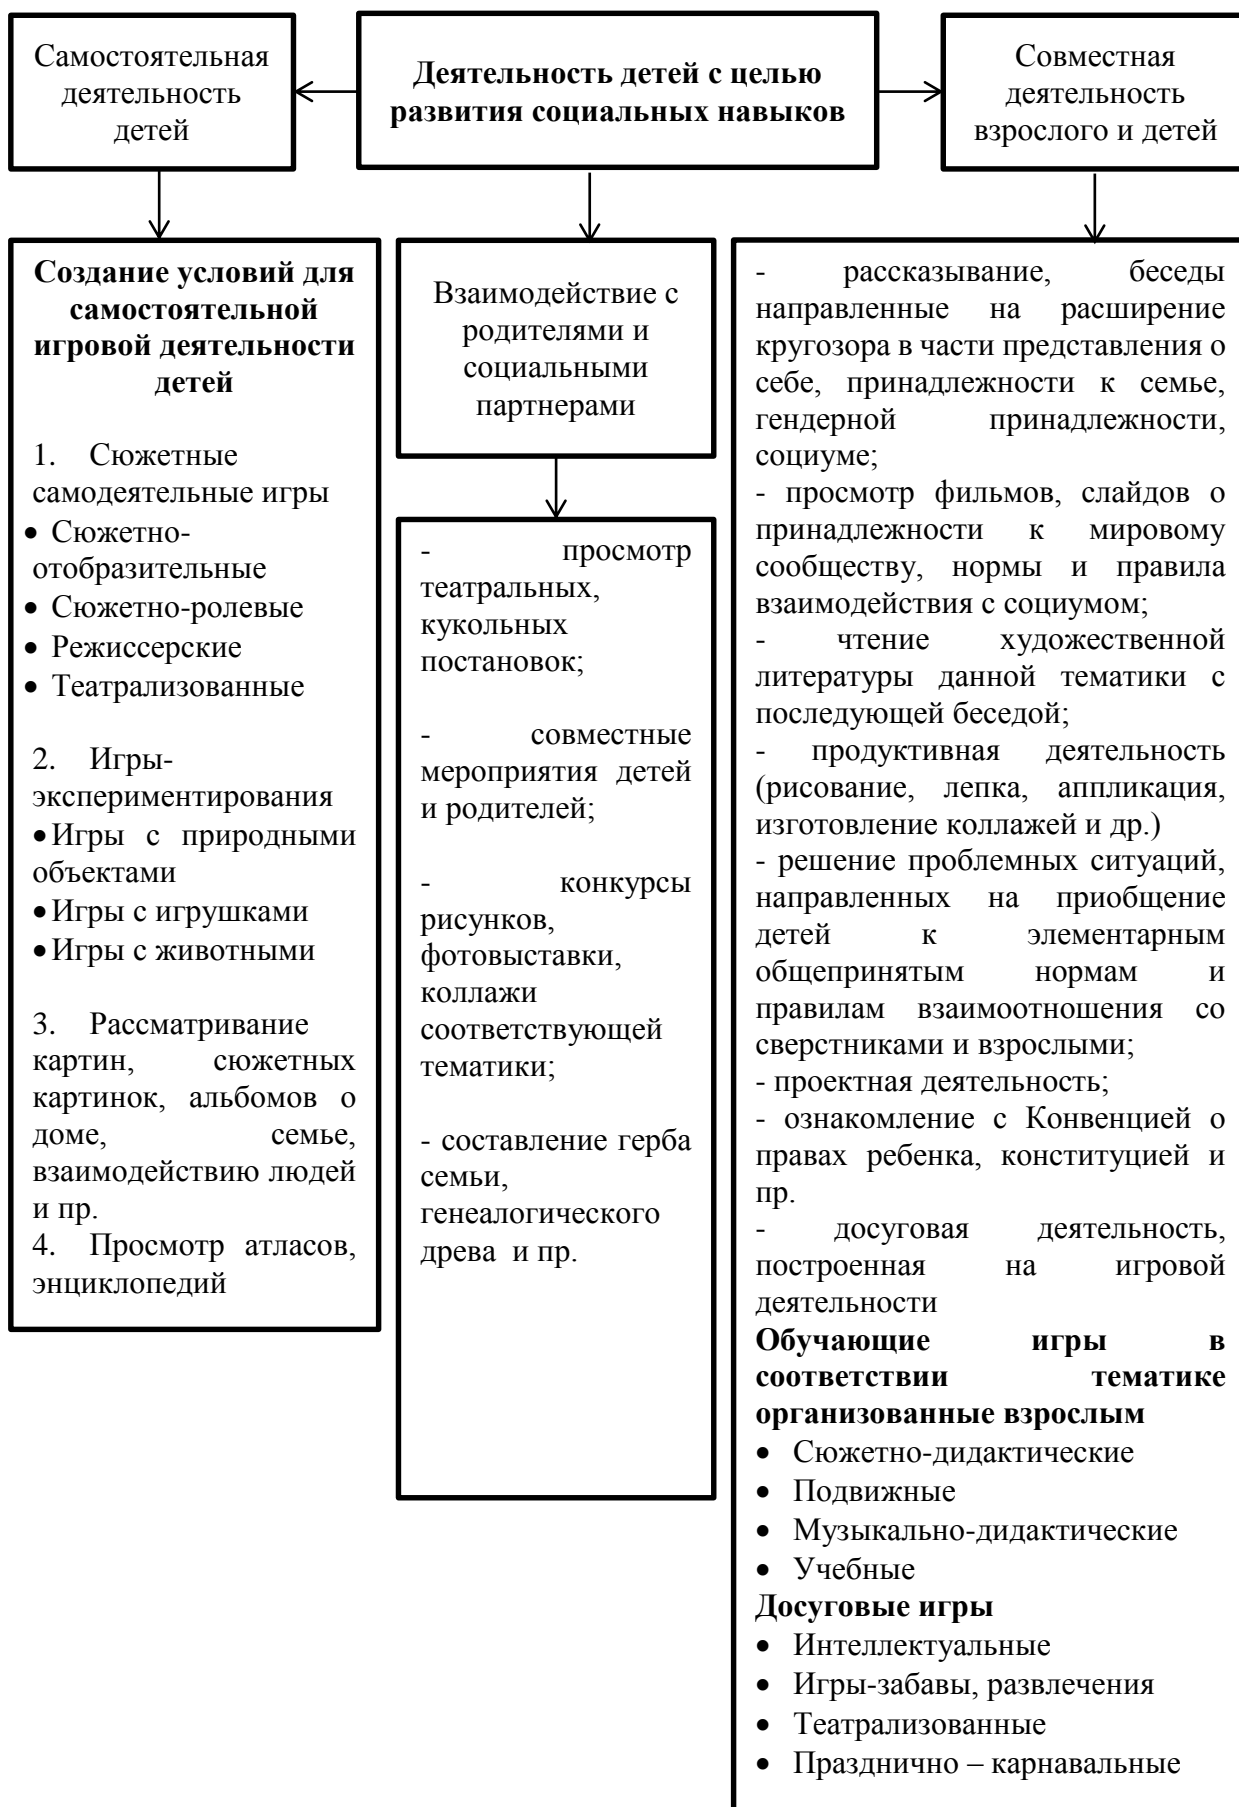 Самостоятельная
деятельность
детей
Деятельность детей с целью
развития социальных навыков
Совместная
деятельность
взрослого и детей
Создание условий для
самостоятельной
игровой деятельности
детей
1. Сюжетные
самодеятельные игры
• Сюжетно-
отобразительные
• Сюжетно-ролевые
• Режиссерские
• Театрализованные
2. Игры-
экспериментирования
• Игры с природными
объектами
• Игры с игрушками
• Игры с животными
3. Рассматривание
картин, сюжетных
картинок, альбомов о
доме, семье,
взаимодействию людей
и пр.
4. Просмотр атласов,
энциклопедий
Взаимодействие с
родителями и
социальными
партнерами
- просмотр
театральных,
кукольных
постановок;
- совместные
мероприятия детей
и родителей;
- конкурсы
рисунков,
фотовыставки,
коллажи
соответствующей
тематики;
- составление герба
семьи,
генеалогического
древа и пр.
- рассказывание, беседы
направленные на расширение
кругозора в части представления о
себе, принадлежности к семье,
гендерной принадлежности,
социуме;
- просмотр фильмов, слайдов о
принадлежности к мировому
сообществу, нормы и правила
взаимодействия с социумом;
- чтение художественной
литературы данной тематики с
последующей беседой;
- продуктивная деятельность
(рисование, лепка, аппликация,
изготовление коллажей и др.)
- решение проблемных ситуаций,
направленных на приобщение
детей к элементарным
общепринятым нормам и
правилам взаимоотношения со
сверстниками и взрослыми;
- проектная деятельность;
- ознакомление с Конвенцией о
правах ребенка, конституцией и
пр.
- досуговая деятельность,
построенная на игровой
деятельности
Обучающие игры в
соответствии тематике
организованные взрослым
• Сюжетно-дидактические
• Подвижные
• Музыкально-дидактические
• Учебные
Досуговые игры
• Интеллектуальные
• Игры-забавы, развлечения
• Театрализованные
• Празднично – карнавальные